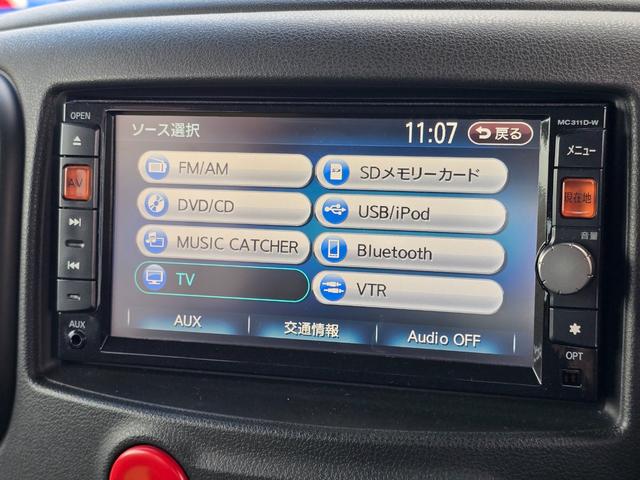 OPEN
MC311D-W
ソース選択
11:07
戻る
メニュー
FM/AM
SDメモリーカード
AV
現在地
DVD/CD
USB/iPod
音量
MUSIC CATCHER
Bluetooth
TV
VTR
AUX
AUX
交通情報
Audio OFF
OPT